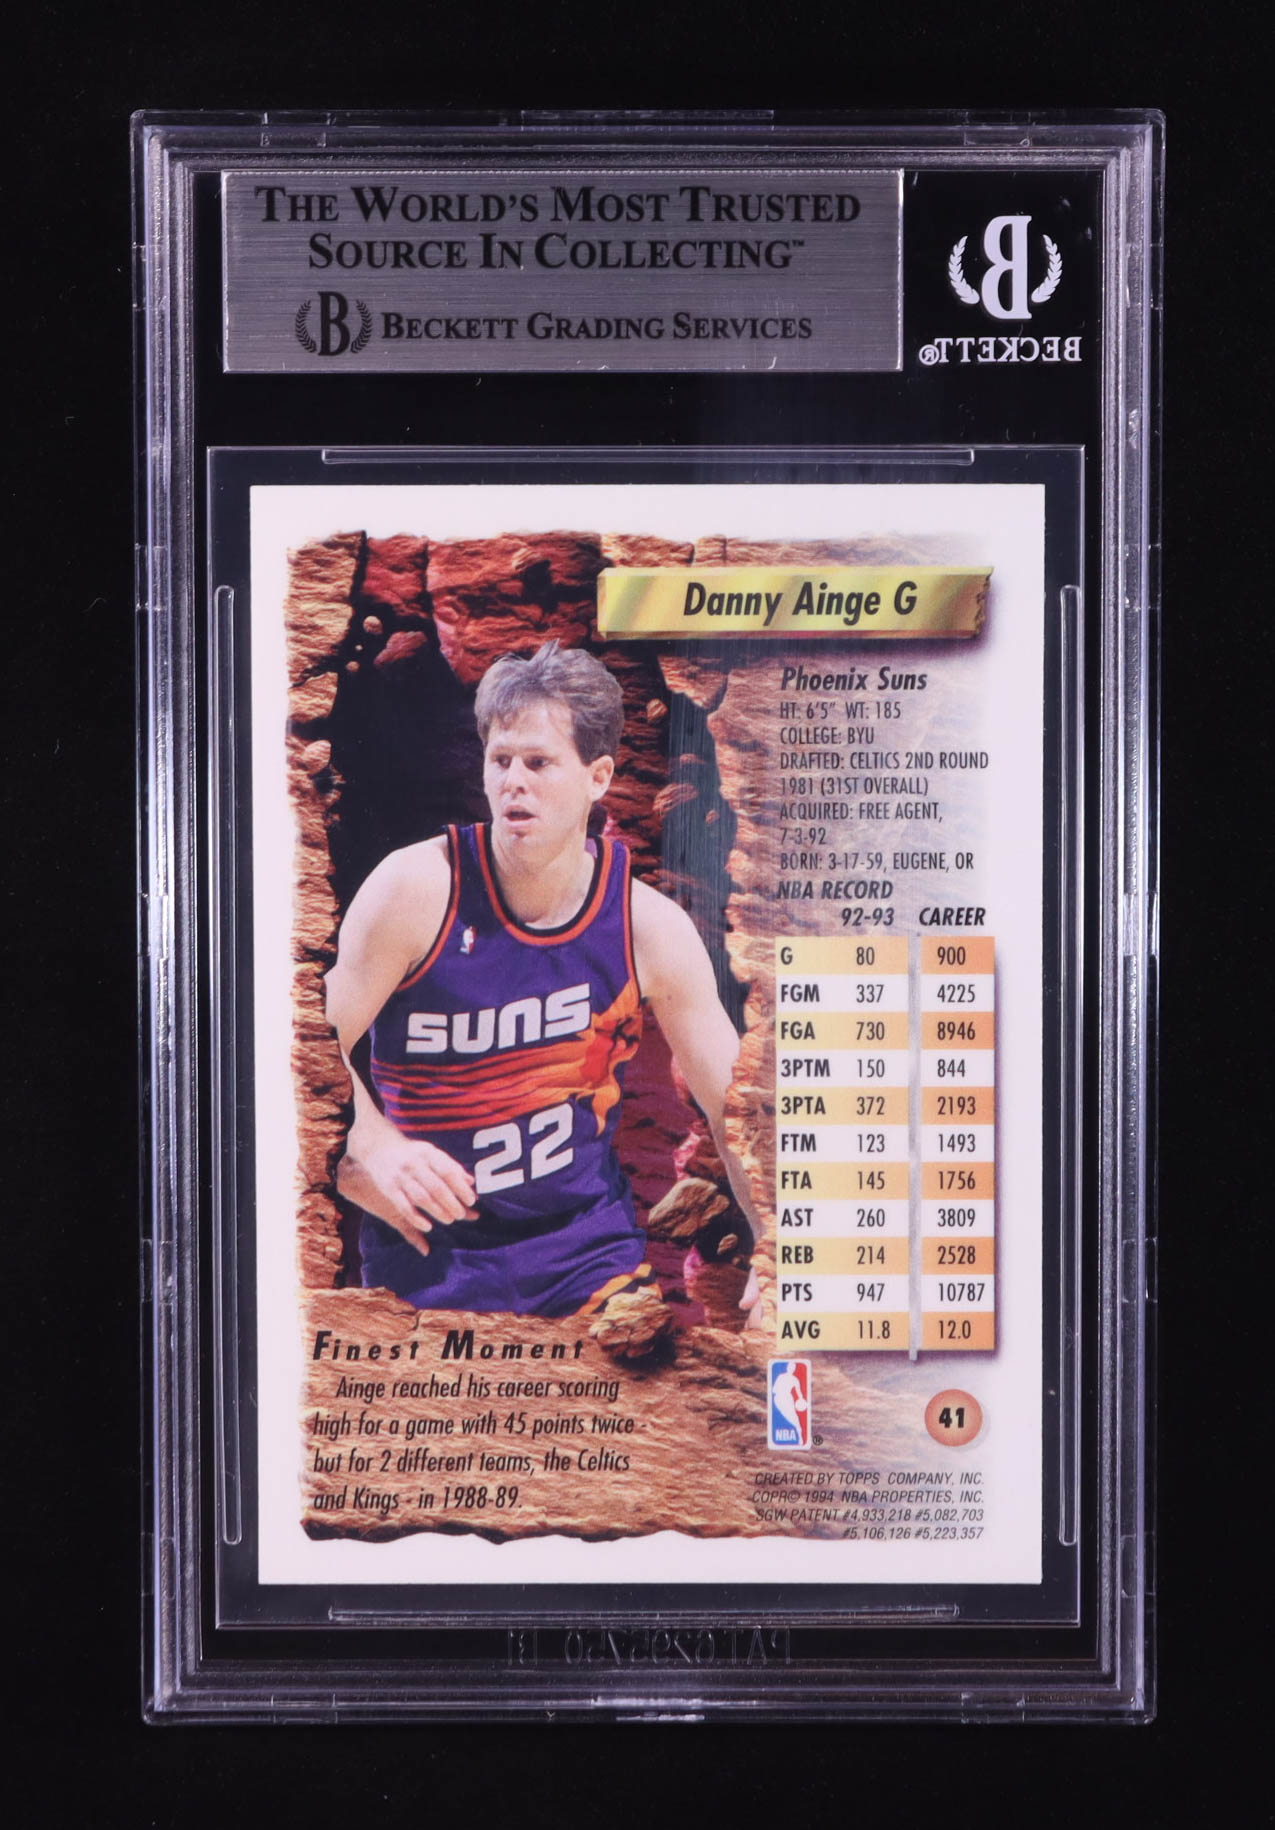 THE WORLD'S MOST TRUSTED
SOURCE IN COLLECTING™
B BECKETT GRADING SERVICES
B
BECKETT®
Danny Ainge G
Phoenix Suns
HT: 6'5" WT: 185
COLLEGE: BYU
DRAFTED: CELTICS 2ND ROUND
1981 (31ST OVERALL)
ACQUIRED: FREE AGENT,
7-3-92
BORN: 3-17-59, EUGENE, OR
NBA RECORD
92-93 CAREER
G 80 900
FGM 337 4225
FGA 730 8946
3PTM 150 844
3PTA 372 2193
FTM 123 1493
FTA 145 1756
AST 260 3809
REB 214 2528
PTS 947 10787
AVG 11.8 12.0
SUNS
22
Finest Moment
Ainge reached his career scoring
high for a game with 45 points twice -
but for 2 different teams, the Celtics
and Kings - in 1988-89.
NBA ®
41
CREATED BY TOPPS COMPANY, INC.
COPR© 1994 NBA PROPERTIES, INC.
SGW PATENT #4,933,218 #5,082,703
#5,106,126 #5,223,357